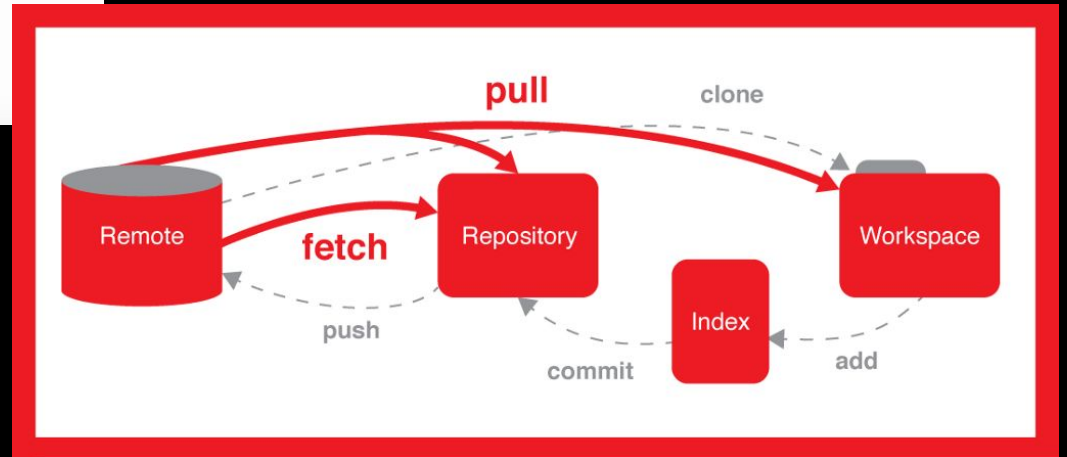 pull
clone
Remote
fetch
Repository
Workspace
push
Index
commit
add